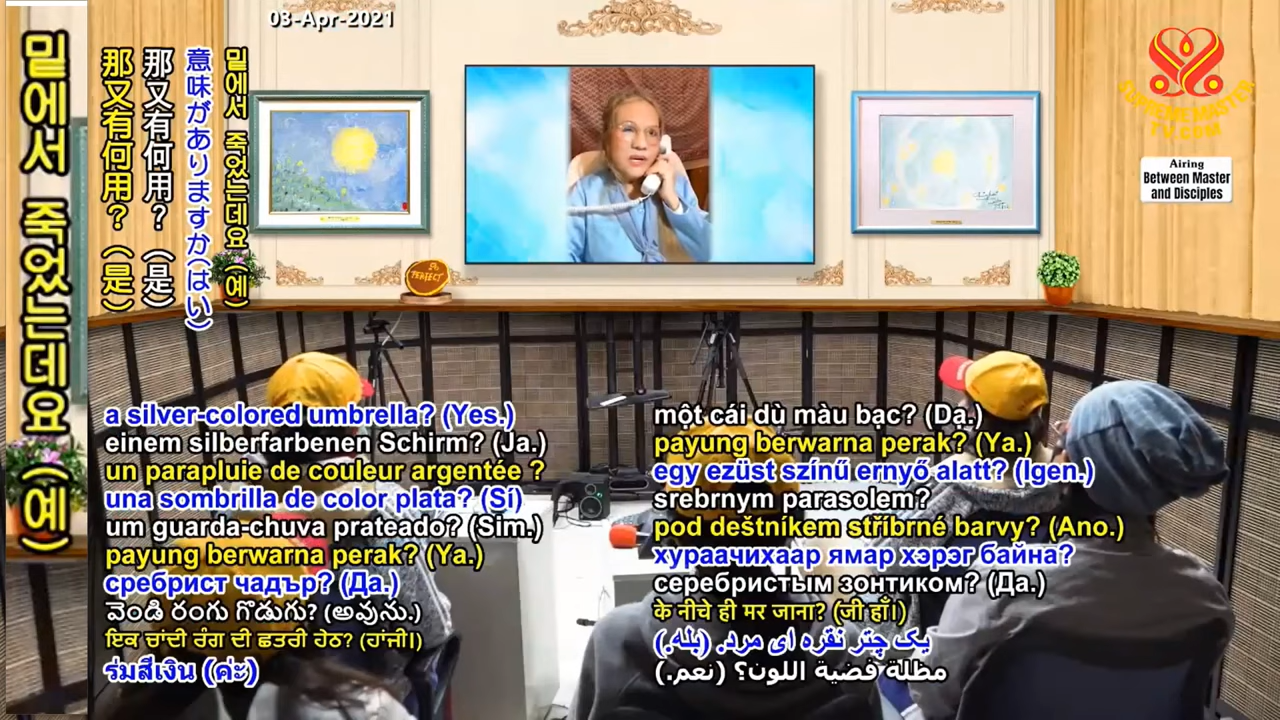 03-Apr-2021
SUPREMEMASTER
TV.COM
Airing
Between Master
and Disciples
밑에서 죽었는데요 (예)
那又有何用？（是）
那又有何用？（是）
意味がありますか(はい)
밑에서 죽었는데요 (예)
PERFECT
a silver-colored umbrella? (Yes.)
einem silberfarbenen Schirm? (Ja.)
un parapluie de couleur argentée ?
una sombrilla de color plata? (Sí)
um guarda-chuva prateado? (Sim.)
payung berwarna perak? (Ya.)
сребрист чадър? (Да.)
వెండి రంగు గొడుగు? (అవును.)
ਇਕ ਚਾਂਦੀ ਰੰਗ ਦੀ ਛਤਰੀ ਹੇਠ? (ਹਾਂਜੀ।)
ร่มสีเงิน (ค่ะ)
một cái dù màu bạc? (Dạ.)
payung berwarna perak? (Ya.)
egy ezüst színű ernyő alatt? (Igen.)
srebrnym parasolem?
pod deštníkem stříbrné barvy? (Ano.)
хураачихаар ямар хэрэг байна?
серебристым зонтиком? (Да.)
के नीचे ही मर जाना? (जी हाँ।)
یک چتر نقره ای مرد. (بله.)
مظلة فضية اللون؟ (نعم.)